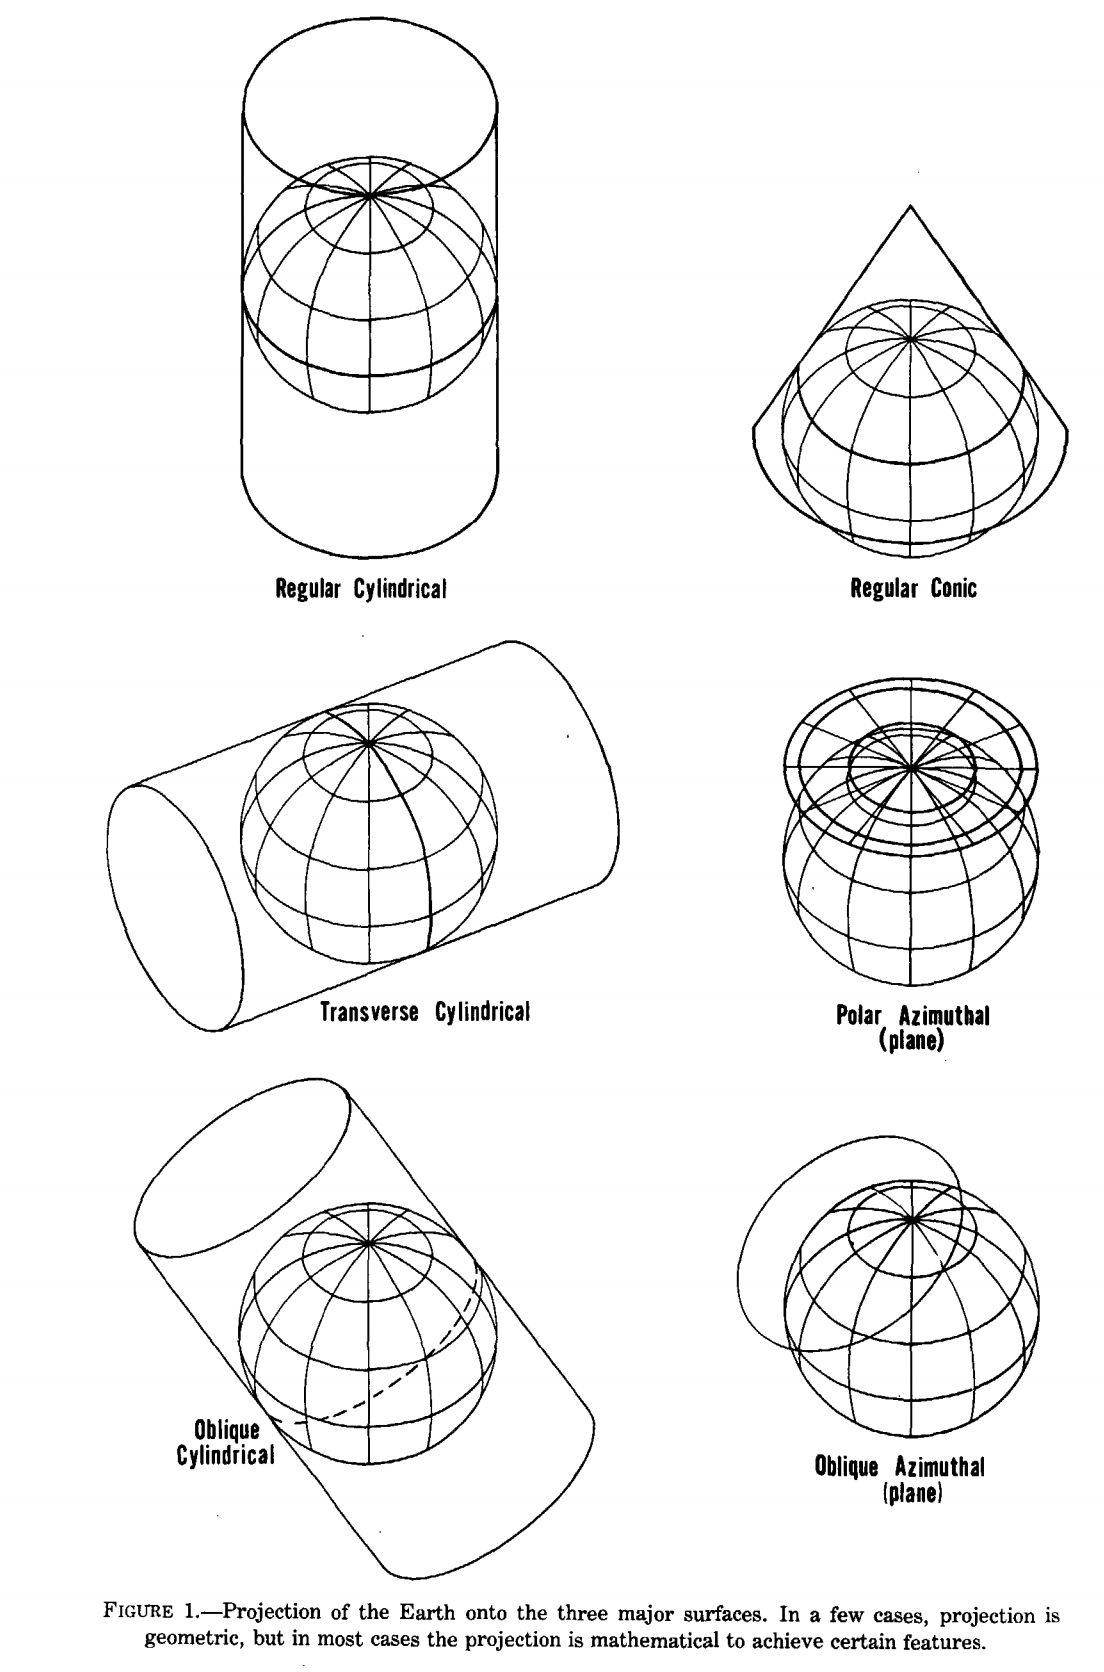 Regular Cylindrical
Regular Conic
Transverse Cylindrical
Polar Azimuthal
(plane)
Oblique
Cylindrical
Oblique Azimuthal
(plane)
FIGURE 1.—Projection of the Earth onto the three major surfaces. In a few cases, projection is
geometric, but in most cases the projection is mathematical to achieve certain features.